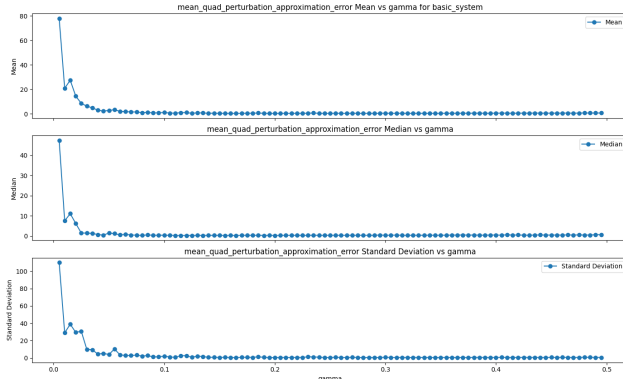 mean_quad_perturbation_approximation_error Mean vs gamma for basic_system
80
60
40
20
0
Mean
Mean
mean_quad_perturbation_approximation_error Median vs gamma
40
30
20
10
0
Median
Median
mean_quad_perturbation_approximation_error Standard Deviation vs gamma
100
80
60
40
20
0
Standard Deviation
Standard Deviation
0.0 0.1 0.2 0.3 0.4 0.5
gamma